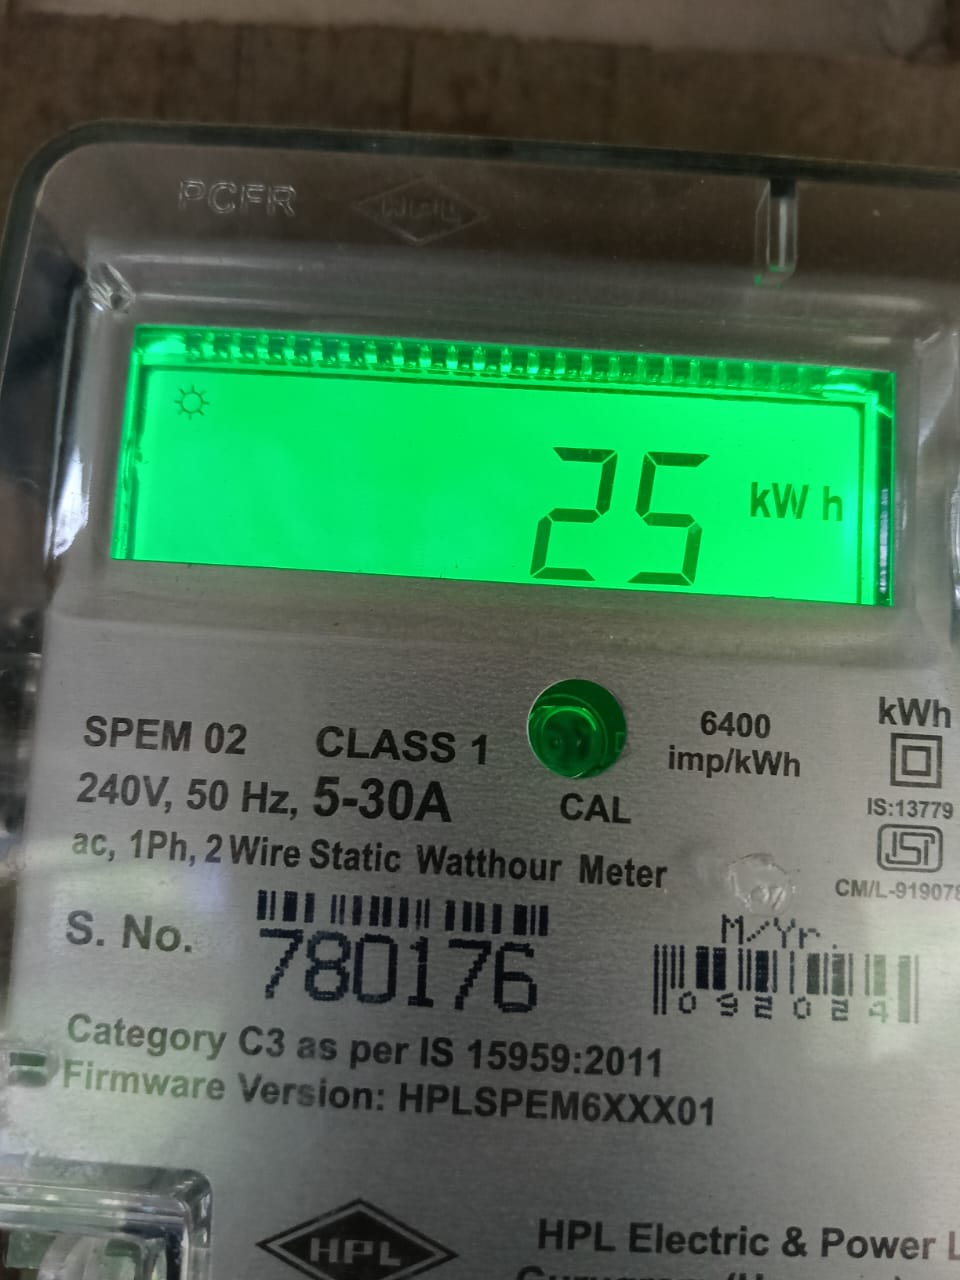 PCFR HPL
25 kWh
SPEM 02 CLASS 1
240V, 50 Hz, 5-30A
ac, 1Ph, 2 Wire Static Watthour Meter
CAL
6400
imp/kWh
kWh
IS:13779
ISI
CM/L-919078
S. No. 780176
M/Yr.
092024
Category C3 as per IS 15959:2011
Firmware Version: HPLSPEM6XXX01
HPL
HPL Electric & Power